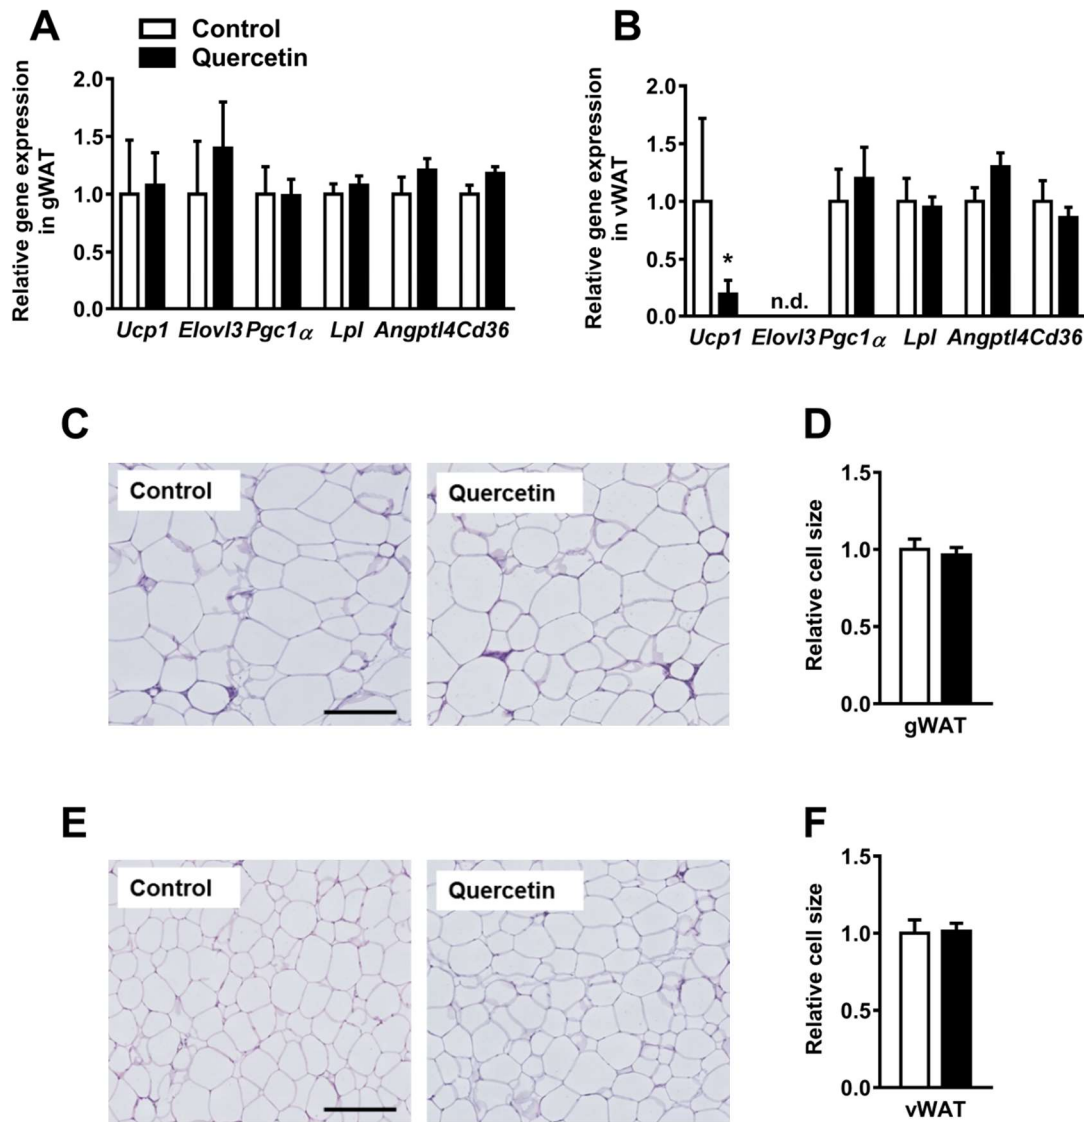 A
Control
Quercetin
Relative gene expression
in gWAT
2.0
1.5
1.0
0.5
0.0
Ucp1 Elovl3 Pgc1α Lpl Angptl4 Cd36
B
Relative gene expression
in vWAT
2.0
1.5
1.0
0.5
0.0
*
n.d.
Ucp1 Elovl3 Pgc1α Lpl Angptl4 Cd36
C
Control
Quercetin
D
Relative cell size
1.5
1.0
0.5
0.0
gWAT
E
Control
Quercetin
F
Relative cell size
1.5
1.0
0.5
0.0
vWAT